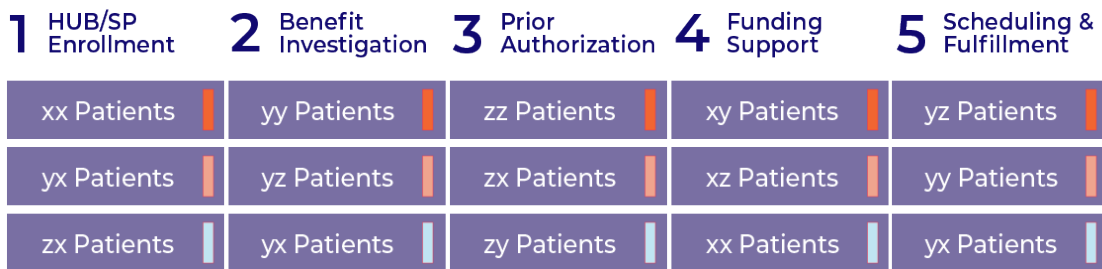 1 HUB/SP Enrollment
2 Benefit Investigation
3 Prior Authorization
4 Funding Support
5 Scheduling & Fulfillment
xx Patients
yy Patients
zz Patients
xy Patients
yz Patients
yx Patients
yz Patients
zx Patients
xz Patients
yy Patients
zx Patients
yx Patients
zy Patients
xx Patients
yx Patients